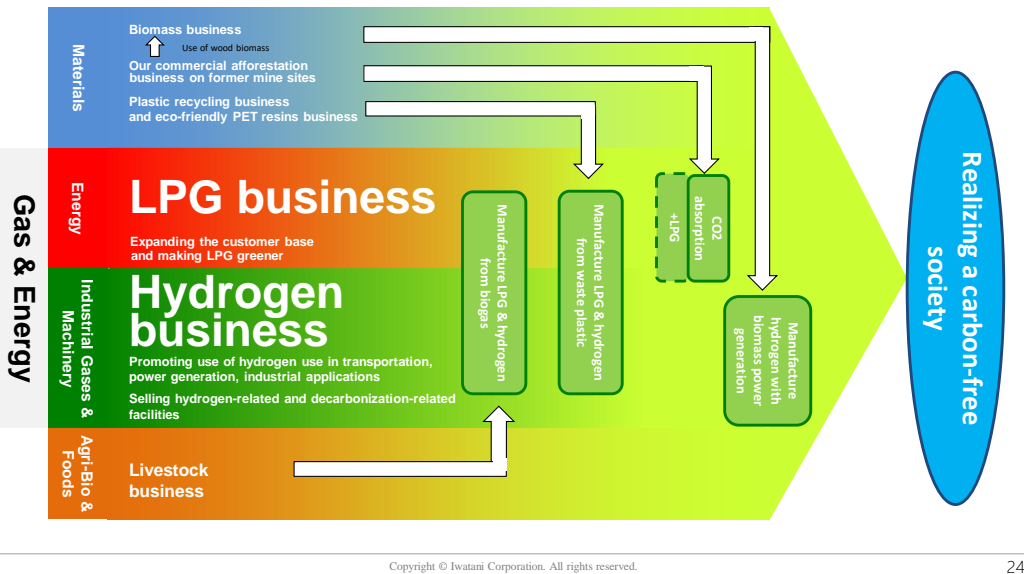 Gas & Energy
Materials
Biomass business
Use of wood biomass
Our commercial afforestation
business on former mine sites
Plastic recycling business
and eco-friendly PET resins business
Energy
LPG business
Expanding the customer base
and making LPG greener
Industrial Gases &
Machinery
Hydrogen
business
Promoting use of hydrogen use in transportation,
power generation, industrial applications
Selling hydrogen-related and decarbonization-related
facilities
Agri-Bio &
Foods
Livestock
business
Manufacture LPG & hydrogen
from biogas
Manufacture LPG & hydrogen
from waste plastic
+LPG
CO2
absorption
Manufacture
hydrogen with
biomass power
generation
Realizing a carbon-free
society
Copyright © Iwatani Corporation. All rights reserved.
24